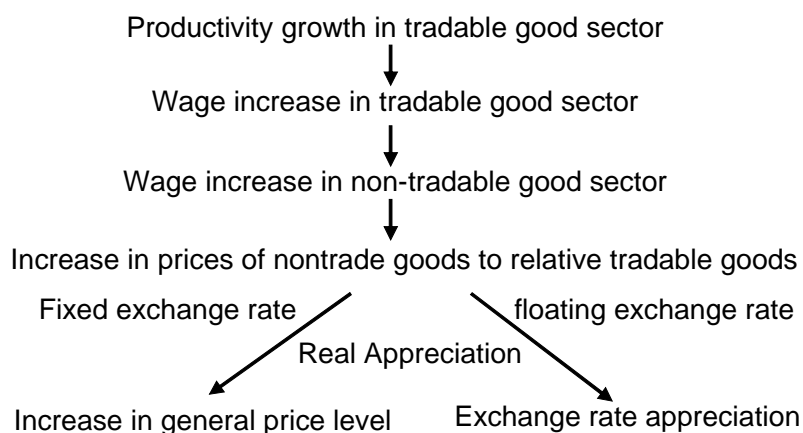 Productivity growth in tradable good sector
Wage increase in tradable good sector
Wage increase in non-tradable good sector
Increase in prices of nontrade goods to relative tradable goods
Fixed exchange rate
floating exchange rate
Real Appreciation
Increase in general price level
Exchange rate appreciation